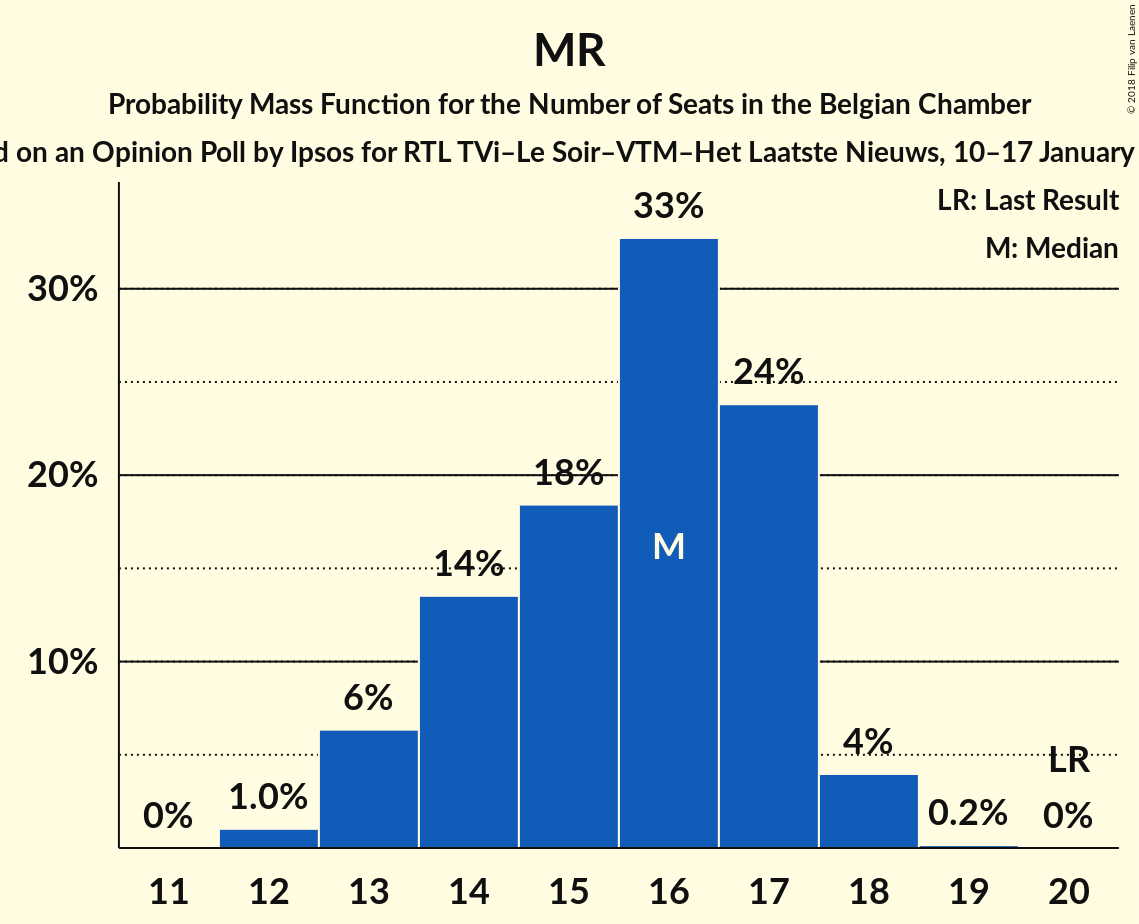 MR
Probability Mass Function for the Number of Seats in the Belgian Chamber
on an Opinion Poll by Ipsos for RTL TVi–Le Soir–VTM–Het Laatste Nieuws, 10–17 January
© 2018 Filip van Laenen
LR: Last Result
M: Median
30%
20%
10%
0%
1.0%
6%
14%
18%
33%
24%
4%
0.2%
0%
LR
M
11 12 13 14 15 16 17 18 19 20